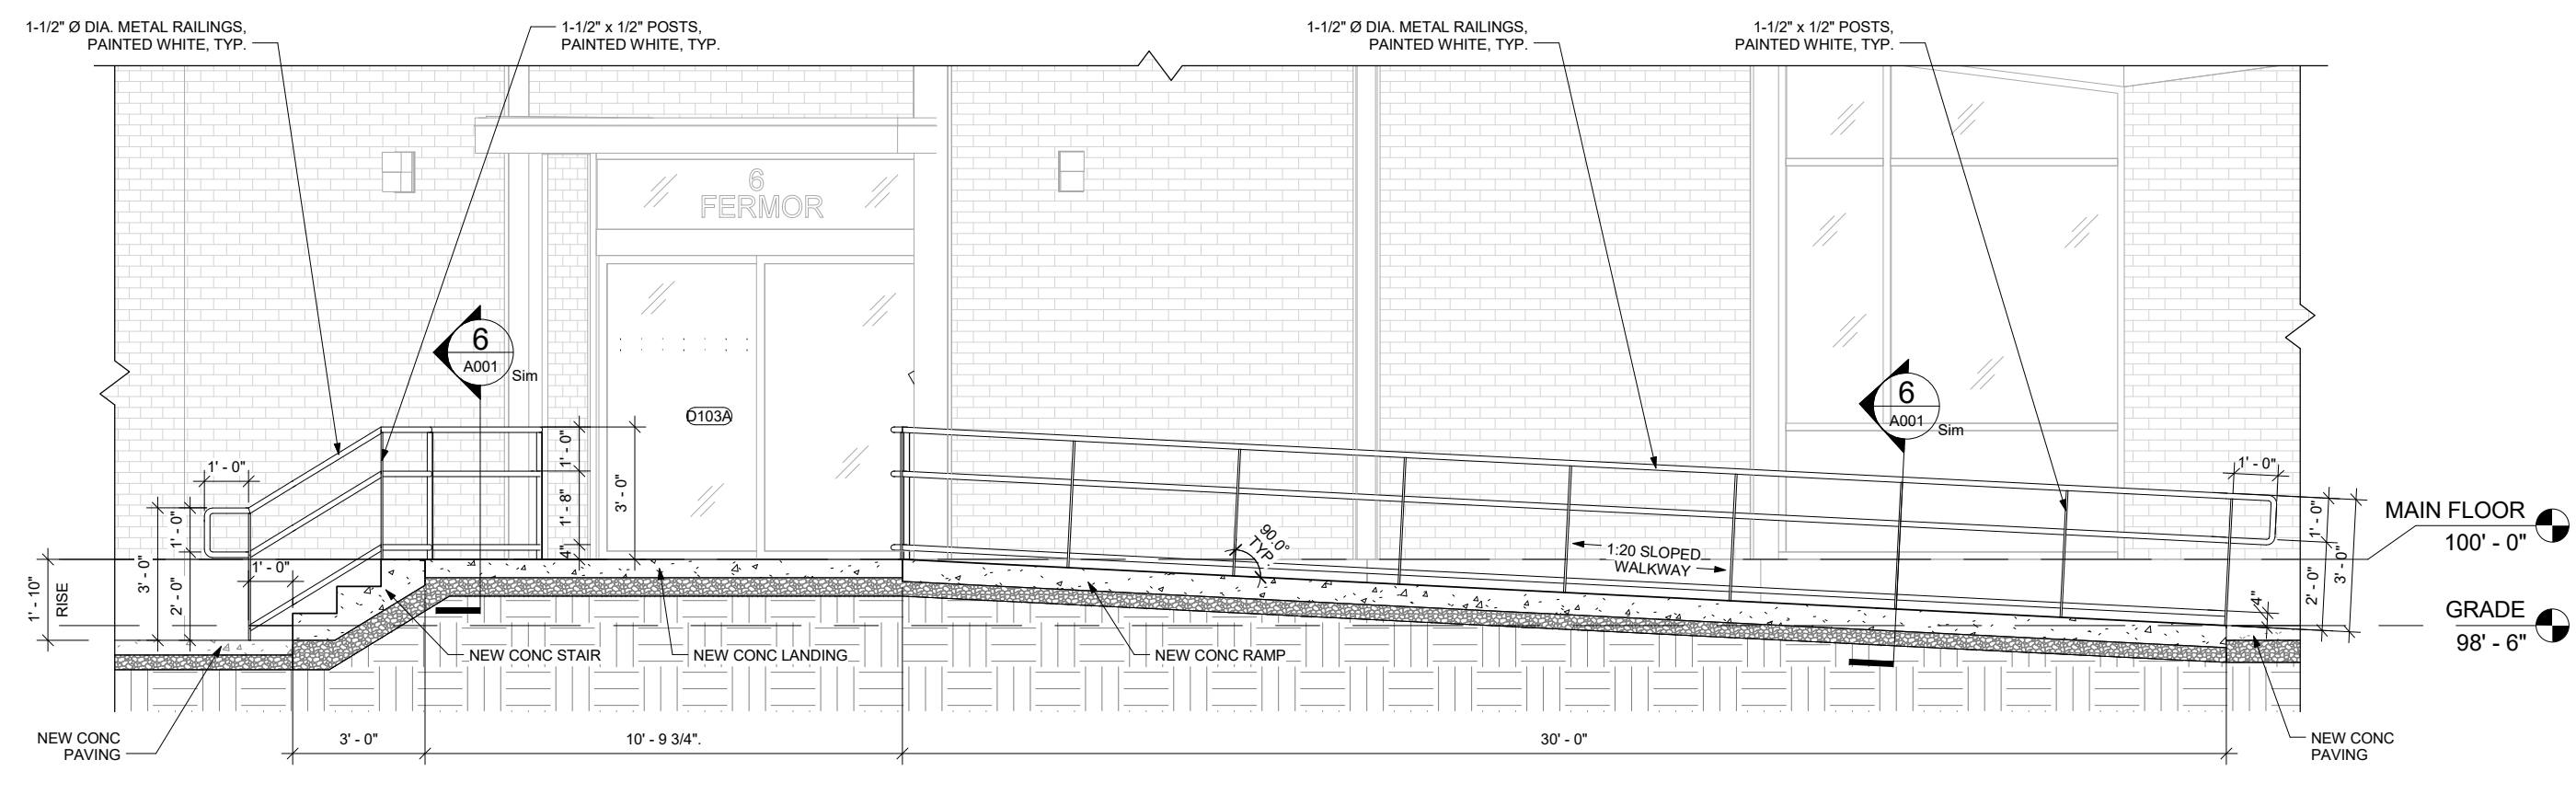 1-1/2" Ø DIA. METAL RAILINGS,
PAINTED WHITE, TYP.
1-1/2" x 1/2" POSTS,
PAINTED WHITE, TYP.
1-1/2" Ø DIA. METAL RAILINGS,
PAINTED WHITE, TYP.
1-1/2" x 1/2" POSTS,
PAINTED WHITE, TYP.
6
FERMOR
6
A001
Sim
D103A
6
A001
Sim
1' - 0"
1' - 0"
3' - 0"
2' - 0"
1' - 0"
1' - 10"
RISE
1' - 0"
1' - 8"
4"
3' - 0"
90.0°
TYP
1:20 SLOPED
WALKWAY
1' - 0"
1' - 0"
2' - 0"
3' - 0"
4"
MAIN FLOOR
100' - 0"
GRADE
98' - 6"
NEW CONC STAIR
NEW CONC LANDING
NEW CONC RAMP
NEW CONC
PAVING
3' - 0"
10' - 9 3/4".
30' - 0"
NEW CONC
PAVING